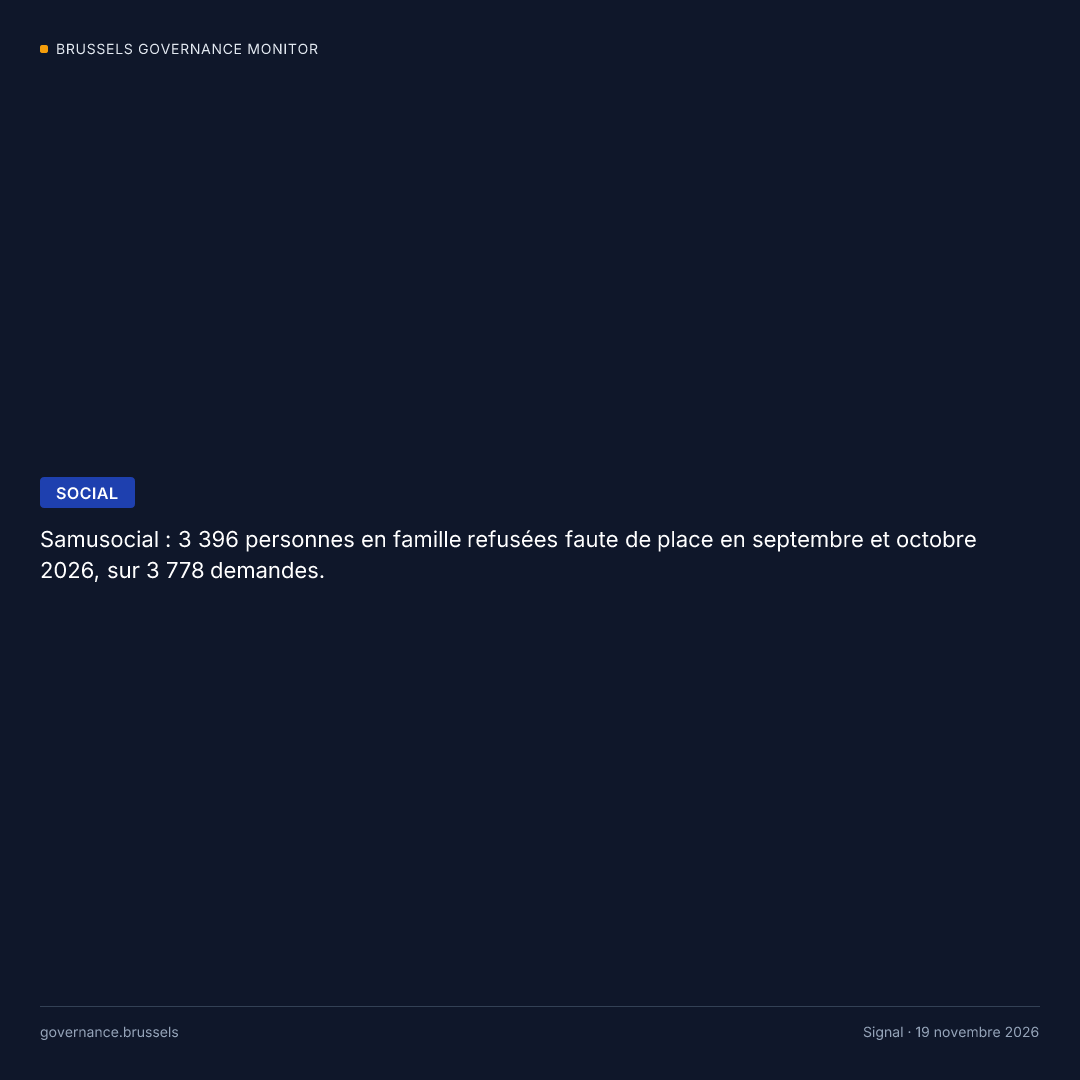 BRUSSELS GOVERNANCE MONITOR
SOCIAL
Samusocial : 3 396 personnes en famille refusées faute de place en septembre et octobre
2026, sur 3 778 demandes.
governance.brussels
Signal · 19 novembre 2026